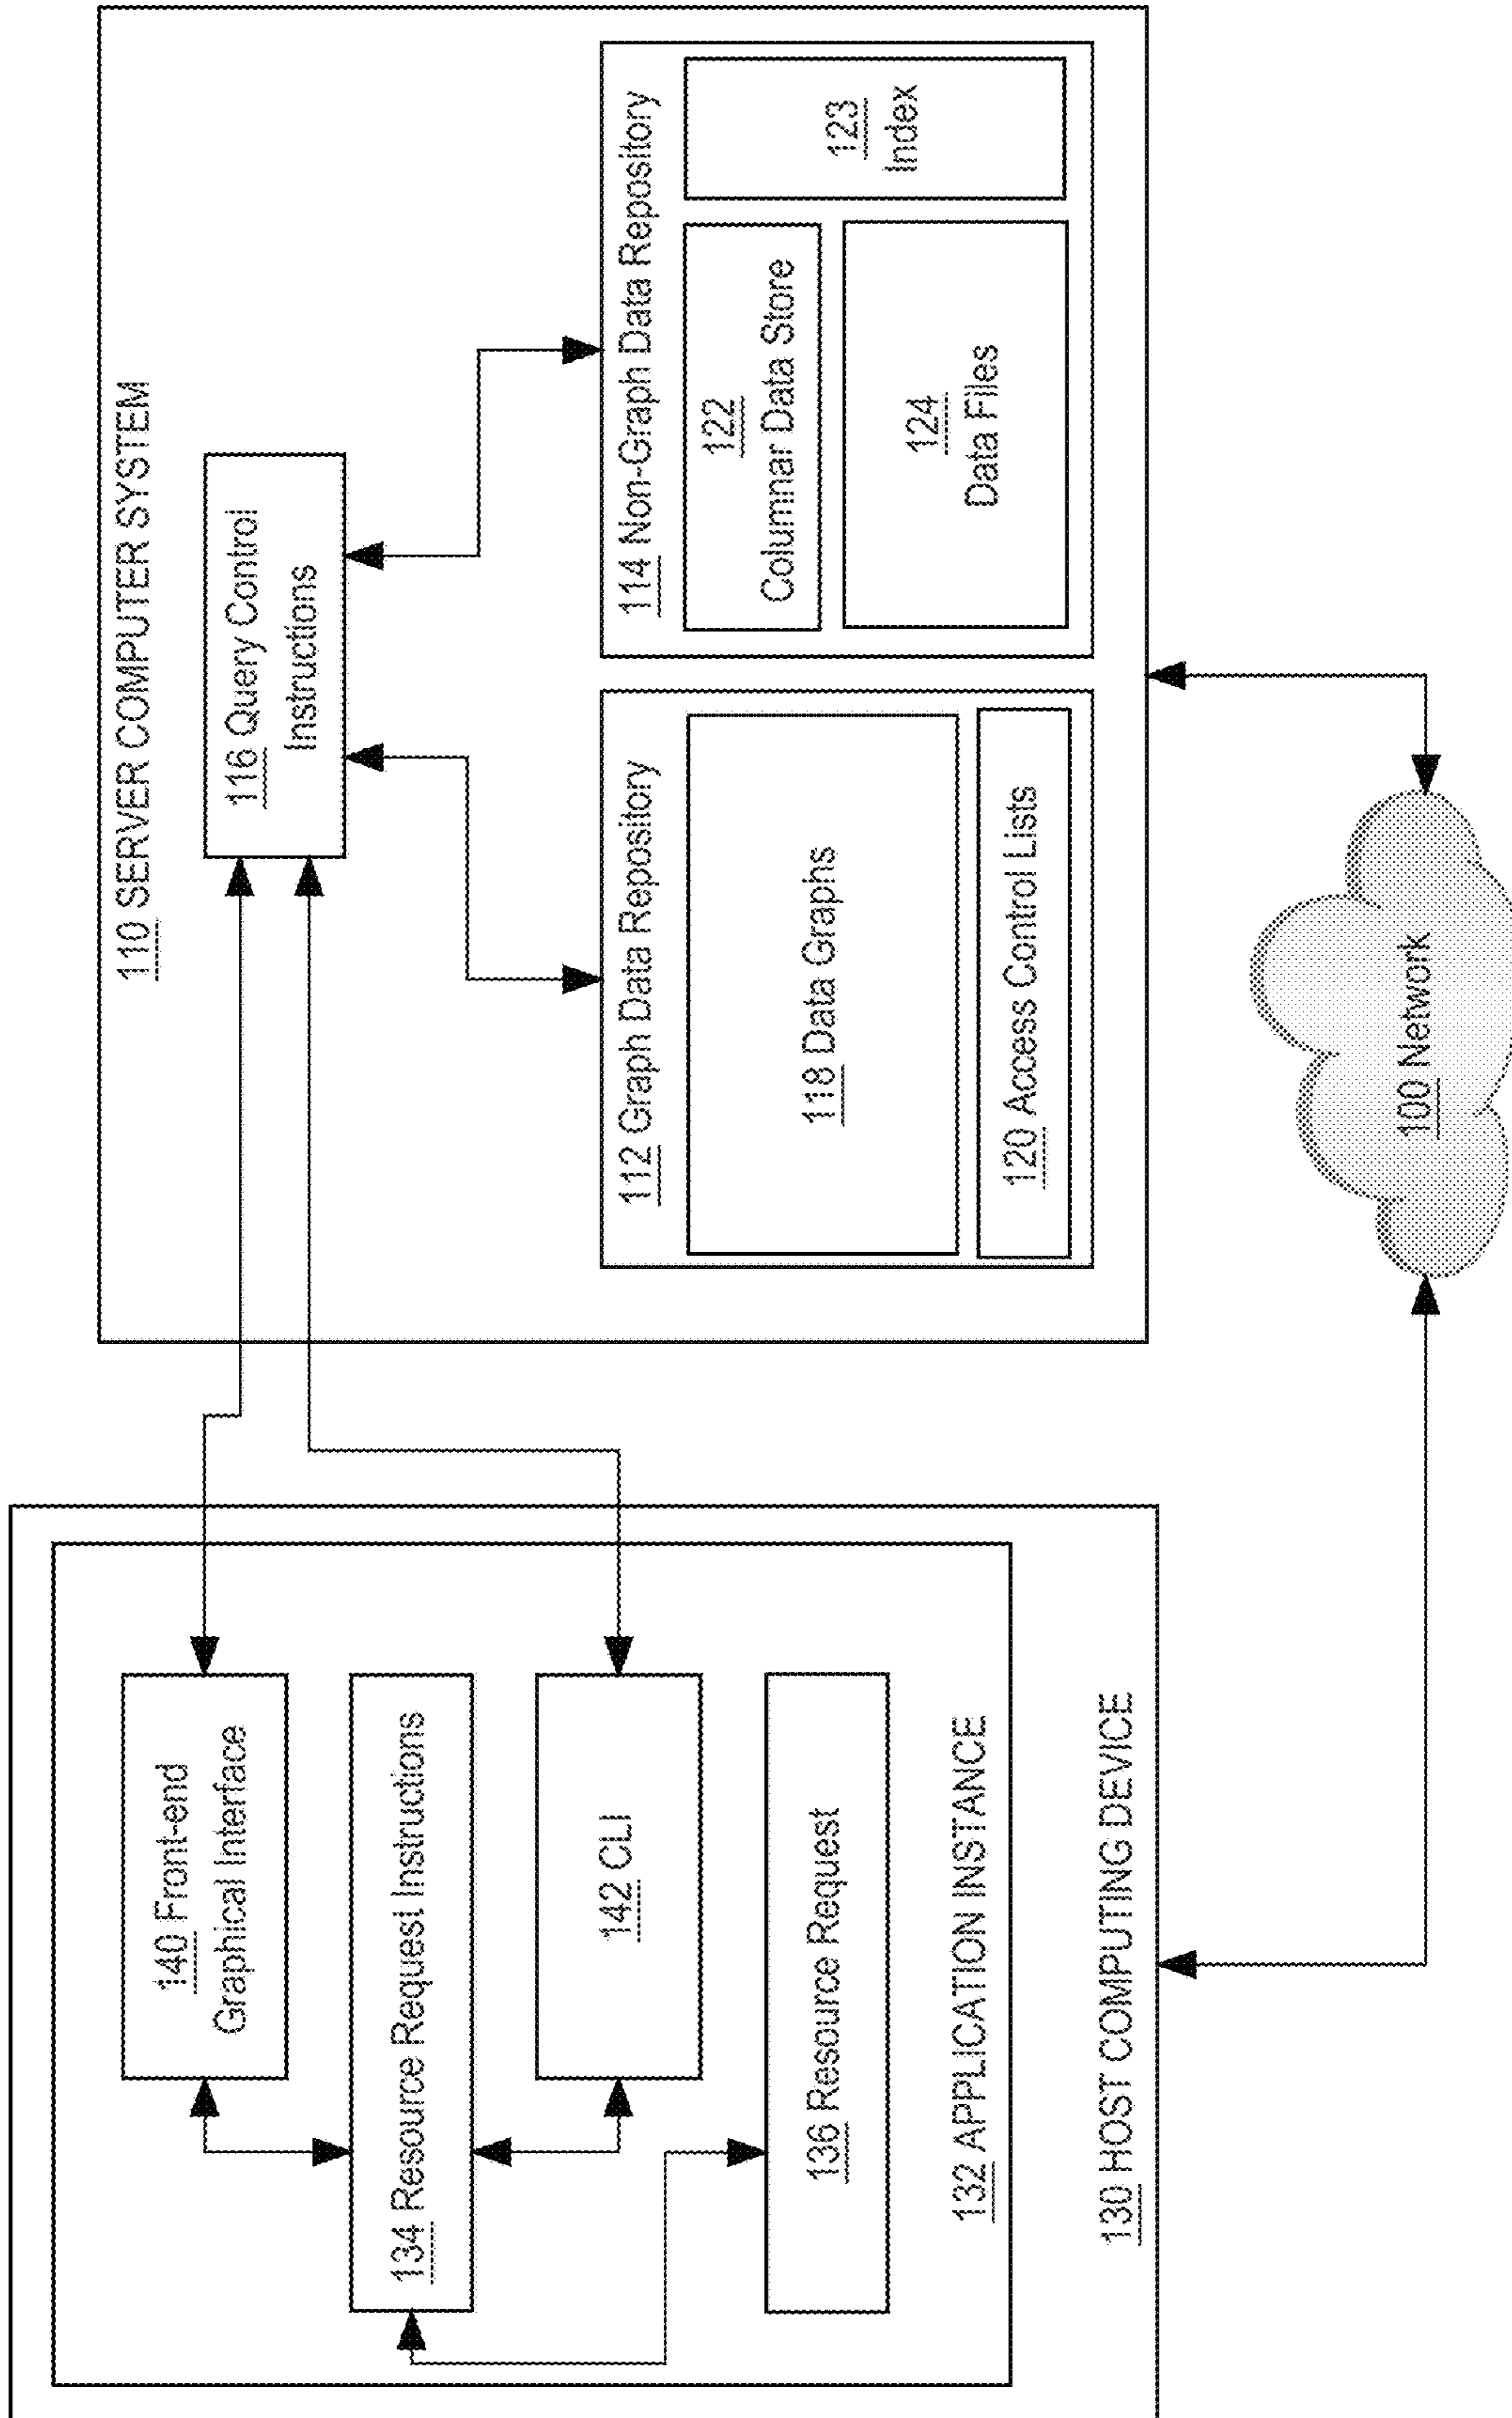 110 SERVER COMPUTER SYSTEM
116 Query Control
Instructions
112 Graph Data Repository
118 Data Graphs
120 Access Control Lists
114 Non-Graph Data Repository
122
Columnar Data Store
124
Data Files
123
Index
140 Front-end
Graphical Interface
134 Resource Request Instructions
142 CLI
136 Resource Request
132 APPLICATION INSTANCE
130 HOST COMPUTING DEVICE
100 Network